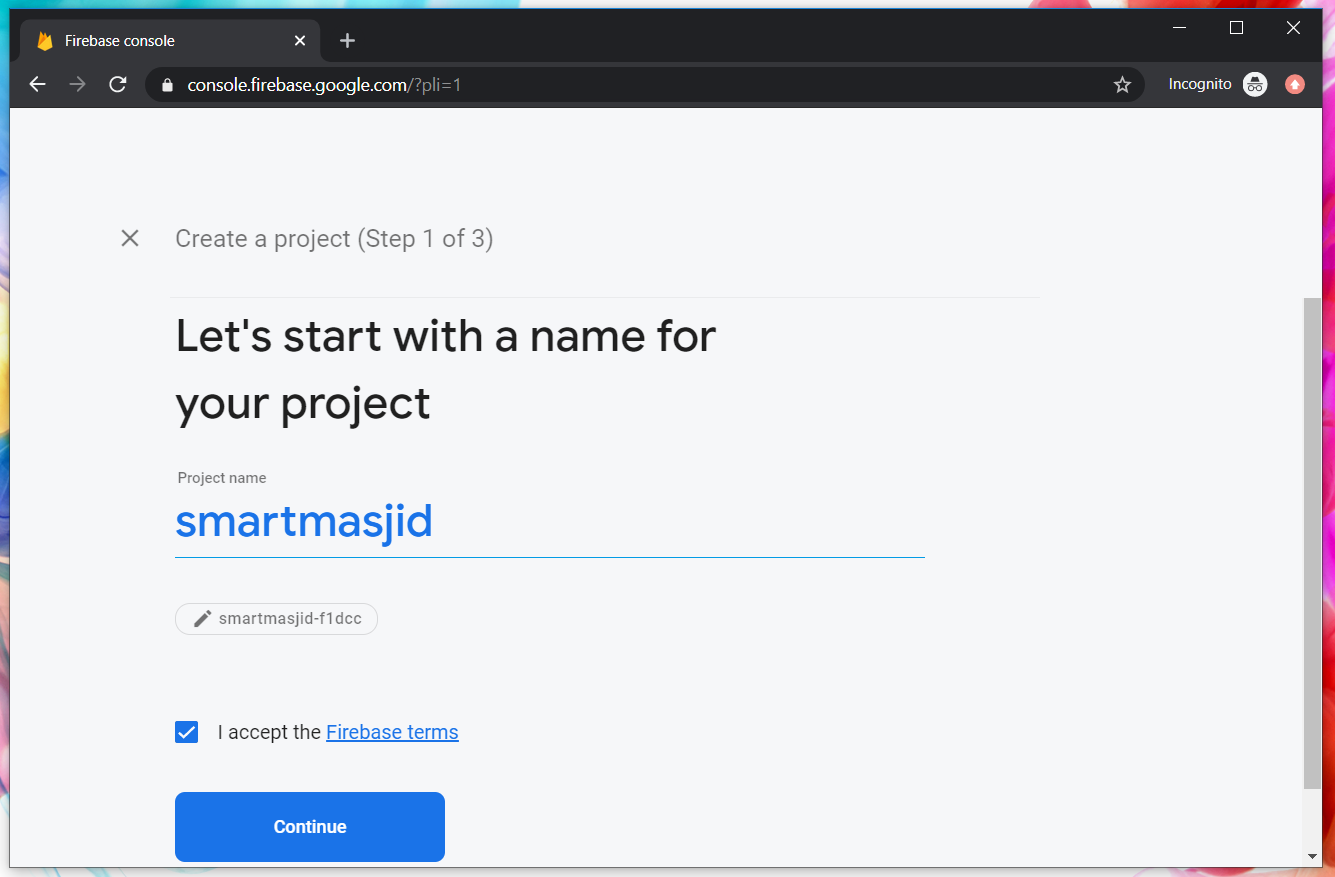 Firebase console
console.firebase.google.com/?pli=1
Incognito
Create a project (Step 1 of 3)
Let's start with a name for
your project
Project name
smartmasjid
smartmasjid-f1dcc
I accept the Firebase terms
Continue